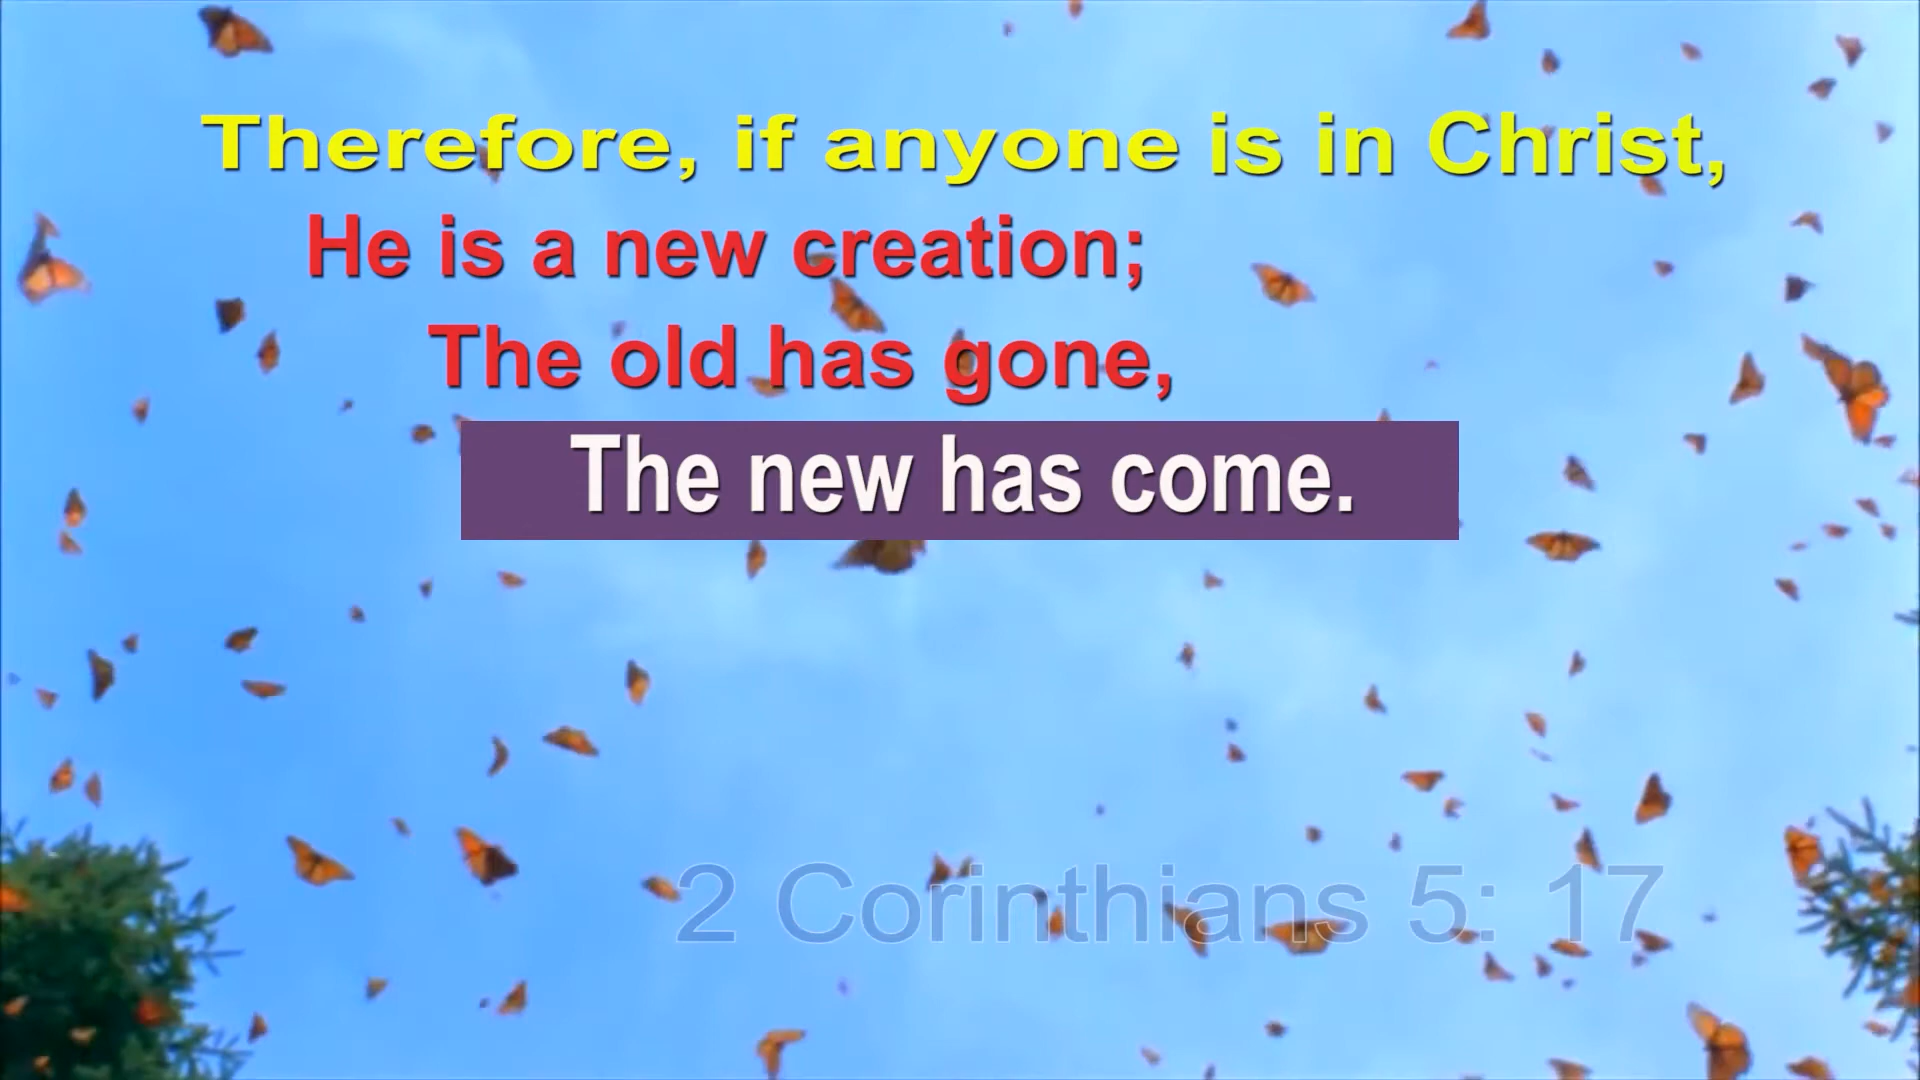 Therefore, if anyone is in Christ,
He is a new creation;
The old has gone,
The new has come.
2 Corinthians 5: 17